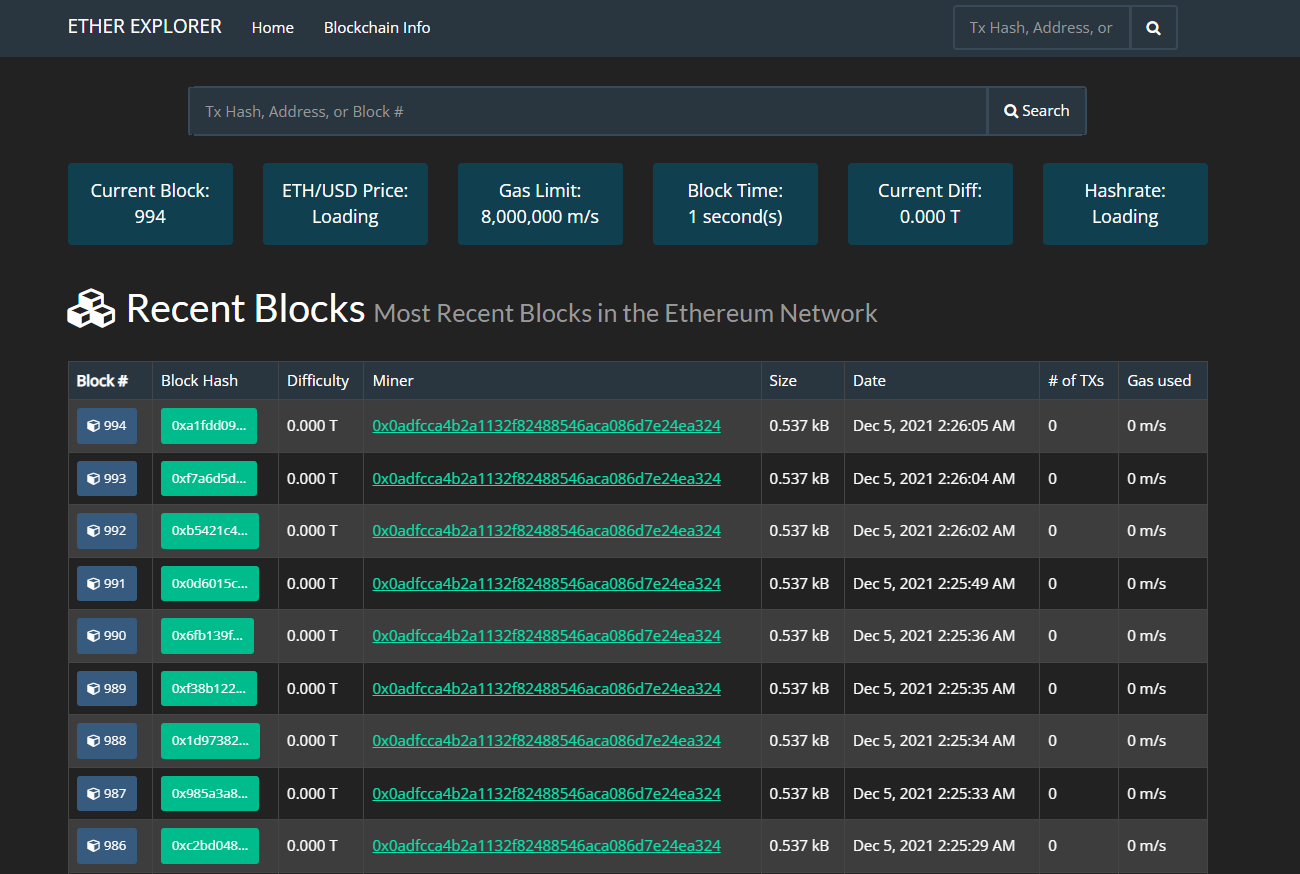 ETHER EXPLORER Home Blockchain Info Tx Hash, Address, or
Tx Hash, Address, or Block # Search
Current Block: ETH/USD Price: Gas Limit: Block Time: Current Diff: Hashrate:
994 Loading 8,000,000 m/s 1 second(s) 0.000 T Loading
Recent Blocks Most Recent Blocks in the Ethereum Network
Block # Block Hash Difficulty Miner Size Date # of TXs Gas used
994 0xa1fdd09... 0.000 T 0x0adfcca4b2a1132f82488546aca086d7e24ea324 0.537 kB Dec 5, 2021 2:26:05 AM 0 0 m/s
993 0xf7a6d5d... 0.000 T 0x0adfcca4b2a1132f82488546aca086d7e24ea324 0.537 kB Dec 5, 2021 2:26:04 AM 0 0 m/s
992 0xb5421c4... 0.000 T 0x0adfcca4b2a1132f82488546aca086d7e24ea324 0.537 kB Dec 5, 2021 2:26:02 AM 0 0 m/s
991 0x0d6015c... 0.000 T 0x0adfcca4b2a1132f82488546aca086d7e24ea324 0.537 kB Dec 5, 2021 2:25:49 AM 0 0 m/s
990 0x6fb139f... 0.000 T 0x0adfcca4b2a1132f82488546aca086d7e24ea324 0.537 kB Dec 5, 2021 2:25:36 AM 0 0 m/s
989 0xf38b122... 0.000 T 0x0adfcca4b2a1132f82488546aca086d7e24ea324 0.537 kB Dec 5, 2021 2:25:35 AM 0 0 m/s
988 0x1d97382... 0.000 T 0x0adfcca4b2a1132f82488546aca086d7e24ea324 0.537 kB Dec 5, 2021 2:25:34 AM 0 0 m/s
987 0x985a3a8... 0.000 T 0x0adfcca4b2a1132f82488546aca086d7e24ea324 0.537 kB Dec 5, 2021 2:25:33 AM 0 0 m/s
986 0xc2bd048... 0.000 T 0x0adfcca4b2a1132f82488546aca086d7e24ea324 0.537 kB Dec 5, 2021 2:25:29 AM 0 0 m/s